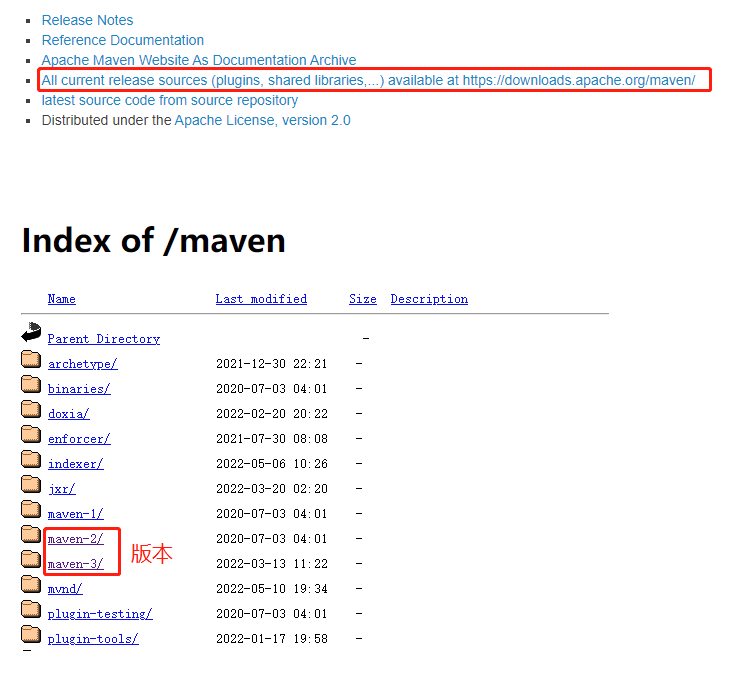 Release Notes
Reference Documentation
Apache Maven Website As Documentation Archive
All current release sources (plugins, shared libraries,...) available at https://downloads.apache.org/maven/
latest source code from source repository
Distributed under the Apache License, version 2.0
Index of /maven
Name Last modified Size Description
Parent Directory -
archetype/ 2021-12-30 22:21 -
binaries/ 2020-07-03 04:01 -
doxia/ 2022-02-20 20:22 -
enforcer/ 2021-07-30 08:08 -
indexer/ 2022-05-06 10:26 -
jxr/ 2022-03-20 02:20 -
maven-1/ 2020-07-03 04:01 -
maven-2/ 2020-07-03 04:01 -
版本
maven-3/ 2022-03-13 11:22 -
mvnd/ 2022-05-10 19:34 -
plugin-testing/ 2020-07-03 04:01 -
plugin-tools/ 2022-01-17 19:58 -